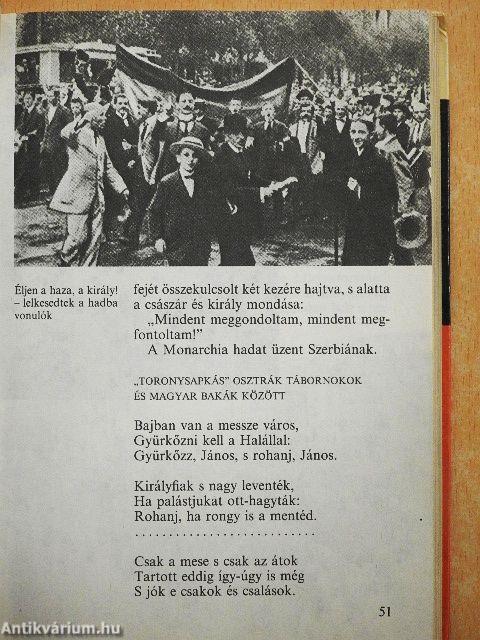 Éljen a haza, a király!
– lelkesedtek a hadba
vonulók
fejét összekulcsolt két kezére hajtva, s alatta
a császár és király mondása:
„Mindent meggondoltam, mindent meg-
fontoltam!”
A Monarchia hadat üzent Szerbiának.
„TORONYSAPKÁS” OSZTRÁK TÁBORNOKOK
ÉS MAGYAR BAKÁK KÖZÖTT
Bajban van a messze város,
Gyürkőzni kell a Halállal:
Gyürkőzz, János, s rohanj, János.
Királyfiak s nagy leventék,
Ha palástjukat ott-hagyták:
Rohanj, ha rongy is a mentéd.
. . . . . . . . . . . . . . . . . . . . . . . . . . .
Csak a mese s csak az átok
Tartott eddig így-úgy is még
S jók e csakok és csalások.
51
Antikvárium.hu